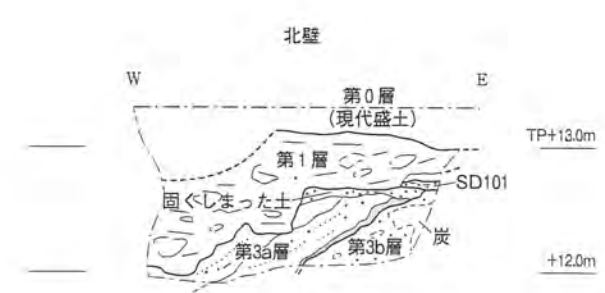 北壁
W
E
第0層
(現代盛土)
TP+13.0m
第1層
SD101
固くしまった土
第3a層
第3b層
炭
+12.0m